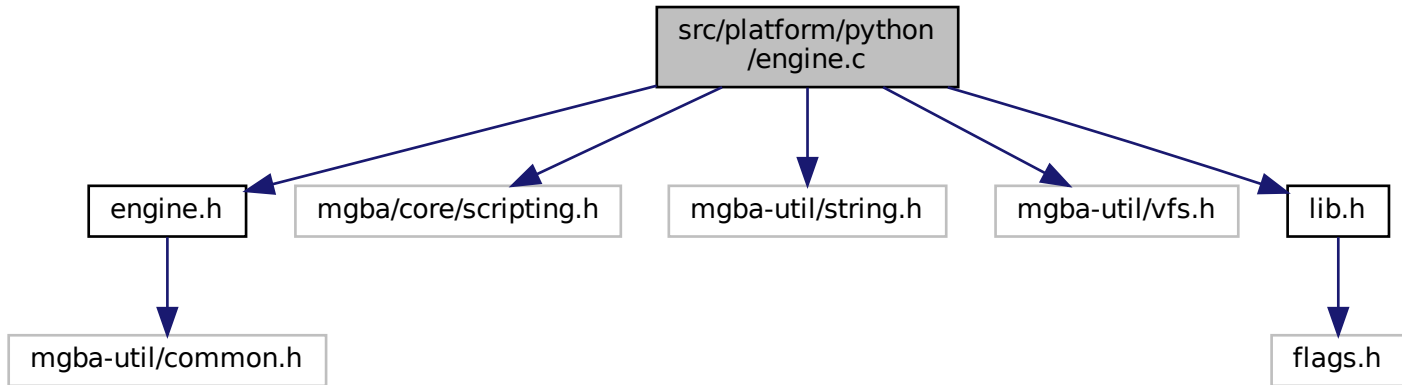 src/platform/python
/engine.c
engine.h
mgba/core/scripting.h
mgba-util/string.h
mgba-util/vfs.h
lib.h
mgba-util/common.h
flags.h